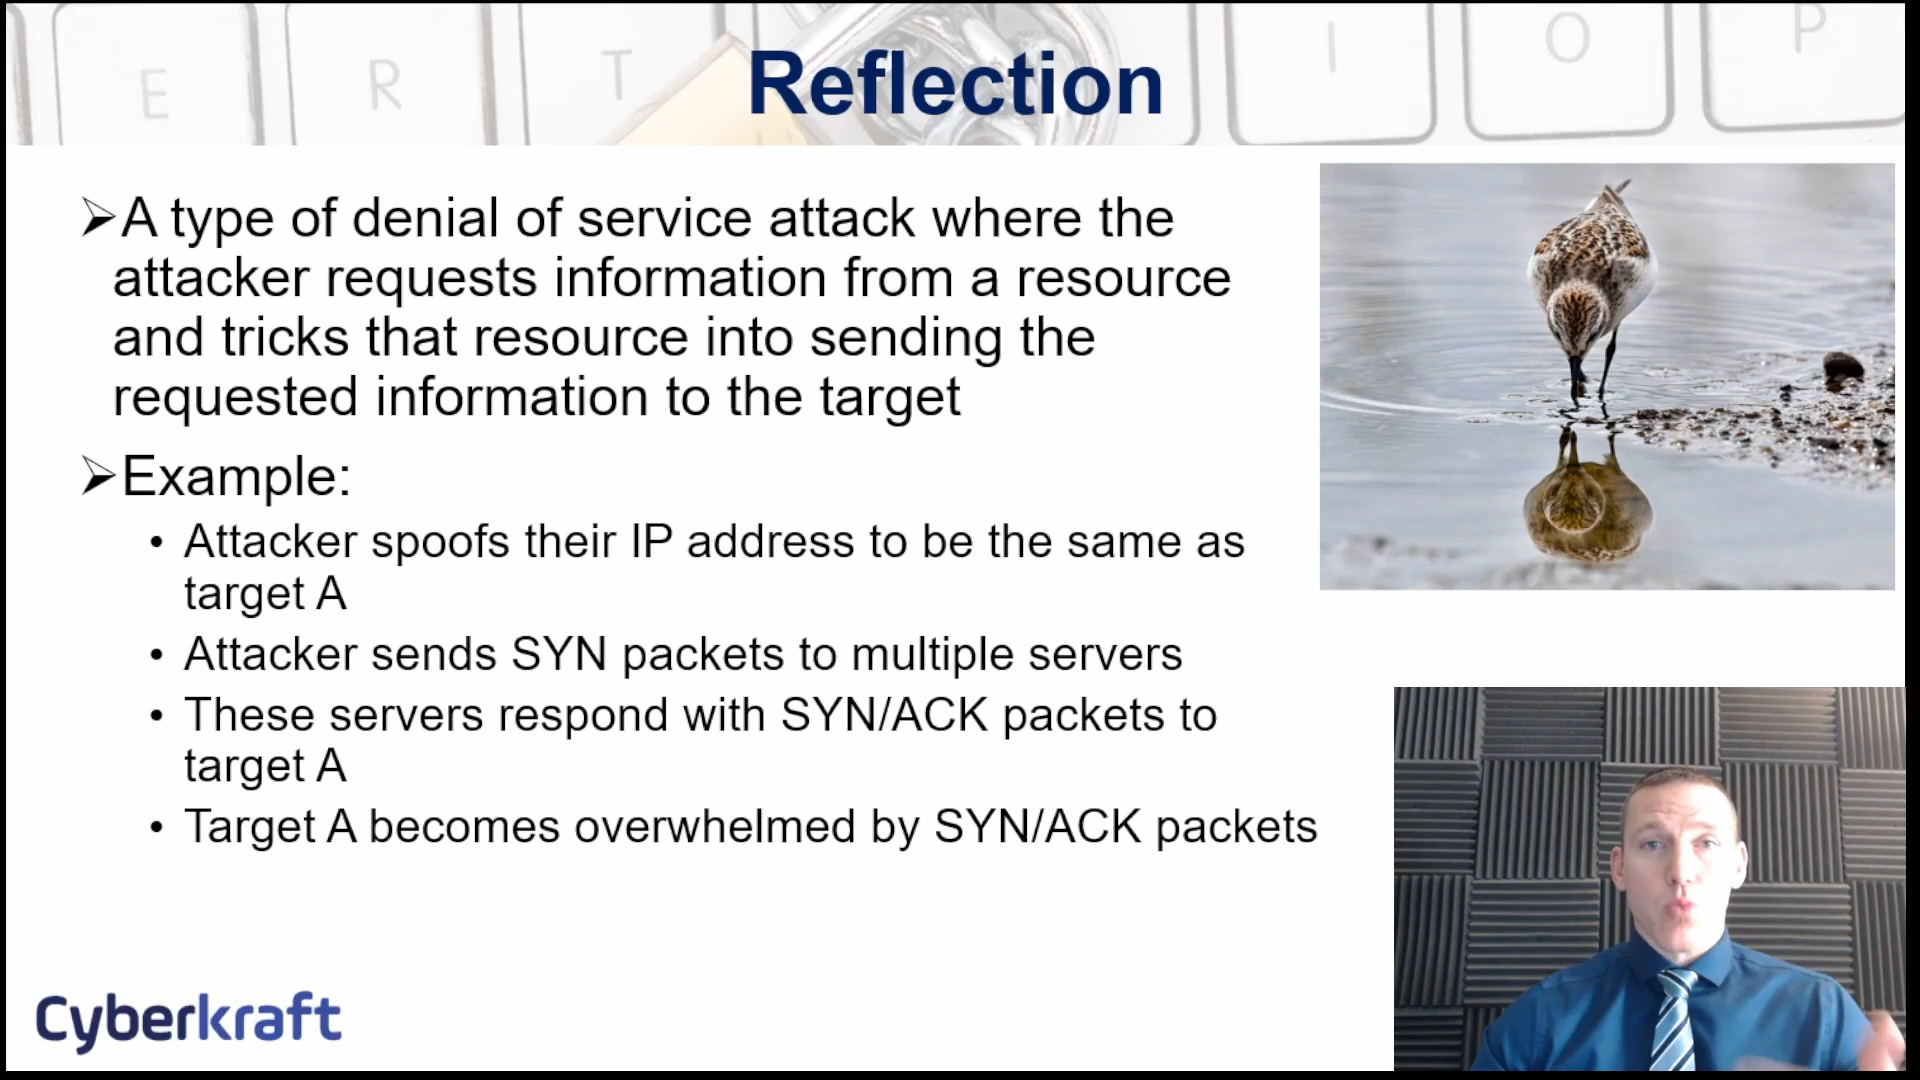 E R T I O P
Reflection
➢A type of denial of service attack where the
attacker requests information from a resource
and tricks that resource into sending the
requested information to the target
➢Example:
• Attacker spoofs their IP address to be the same as
target A
• Attacker sends SYN packets to multiple servers
• These servers respond with SYN/ACK packets to
target A
• Target A becomes overwhelmed by SYN/ACK packets
Cyberkraft